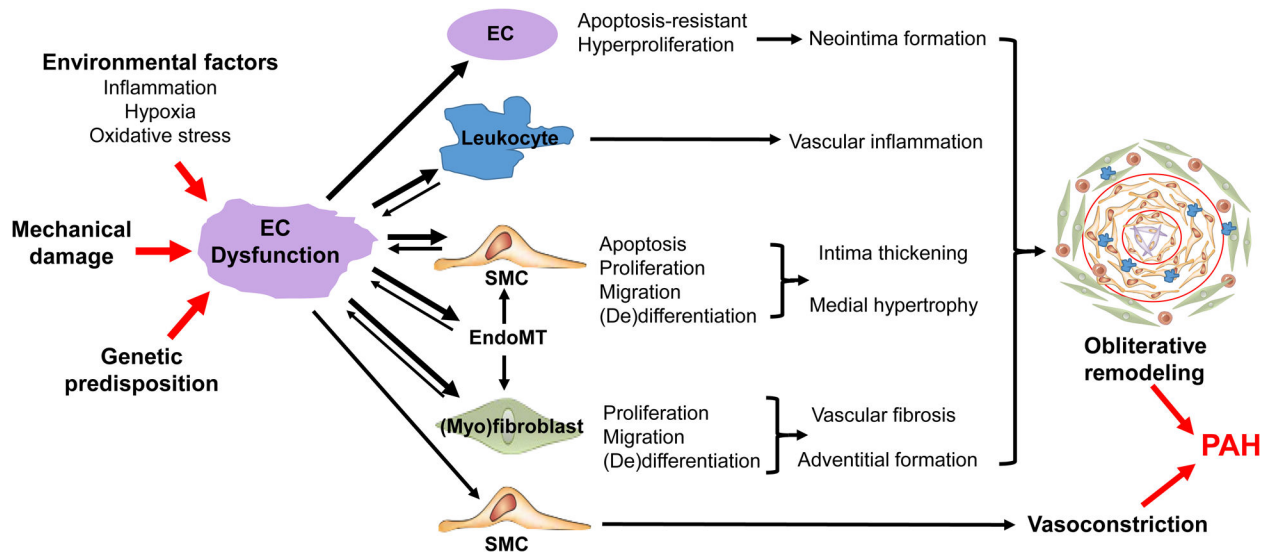 Environmental factors
Inflammation
Hypoxia
Oxidative stress
Mechanical
damage
Genetic
predisposition
EC
Dysfunction
EC
Apoptosis-resistant
Hyperproliferation
Neointima formation
Leukocyte
Vascular inflammation
SMC
Apoptosis
Proliferation
Migration
(De)differentiation
Intima thickening
Medial hypertrophy
EndoMT
(Myo)fibroblast
Proliferation
Migration
(De)differentiation
Vascular fibrosis
Adventitial formation
SMC
Vasoconstriction
Obliterative
remodeling
PAH